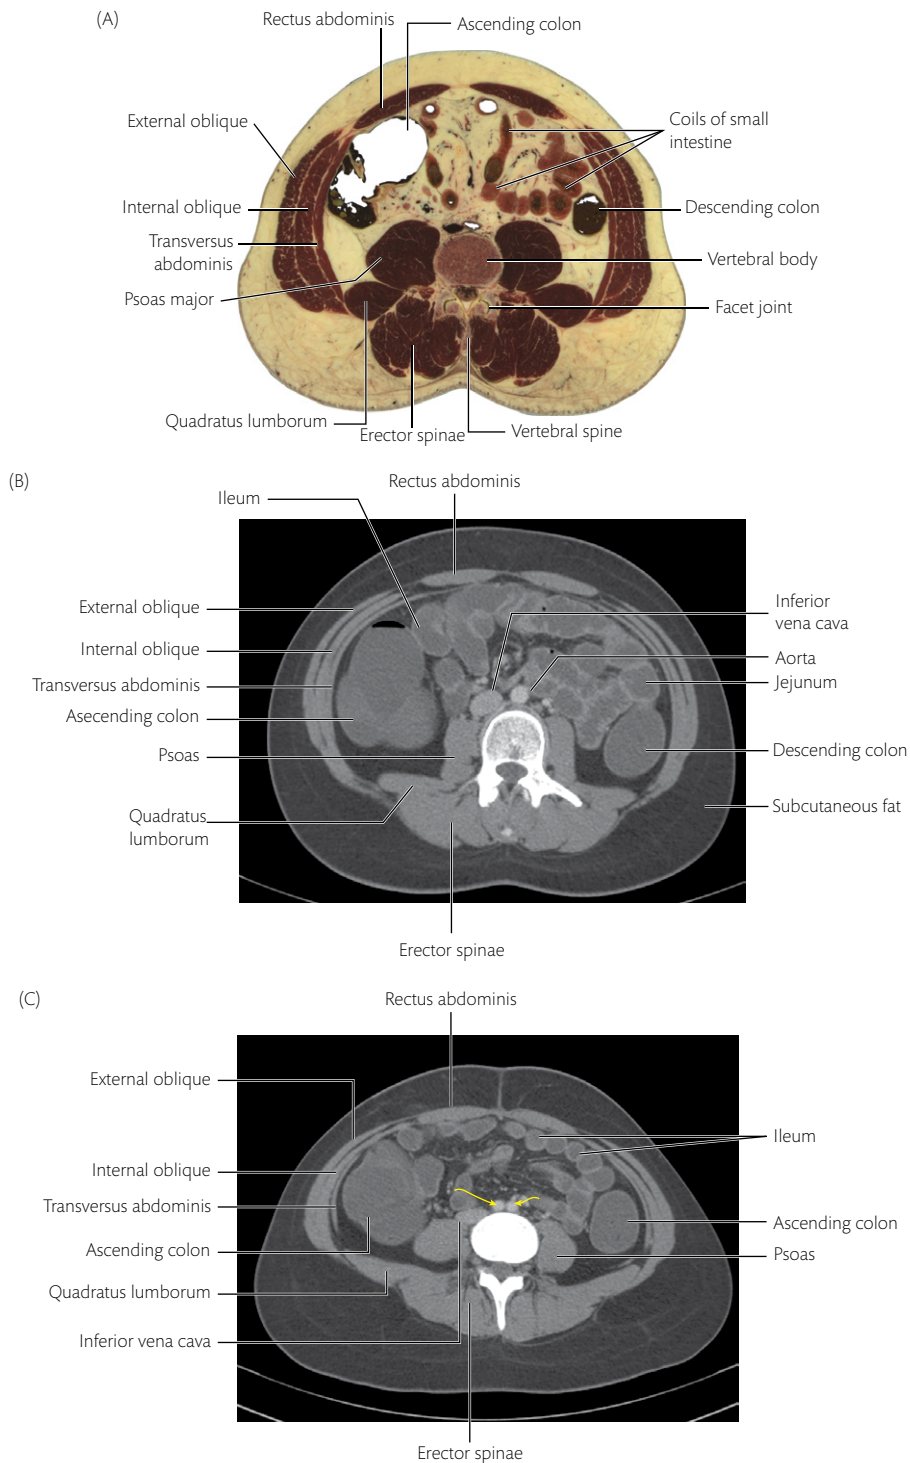 (A)
Rectus abdominis
Ascending colon
External oblique
Coils of small
intestine
Internal oblique
Descending colon
Transversus
abdominis
Vertebral body
Psoas major
Facet joint
Quadratus lumborum
Erector spinae
Vertebral spine
(B)
Rectus abdominis
Ileum
External oblique
Inferior
vena cava
Internal oblique
Aorta
Transversus abdominis
Jejunum
Asecending colon
Psoas
Descending colon
Quadratus
lumborum
Subcutaneous fat
Erector spinae
(C)
Rectus abdominis
External oblique
Ileum
Internal oblique
Transversus abdominis
Ascending colon
Ascending colon
Psoas
Quadratus lumborum
Inferior vena cava
Erector spinae